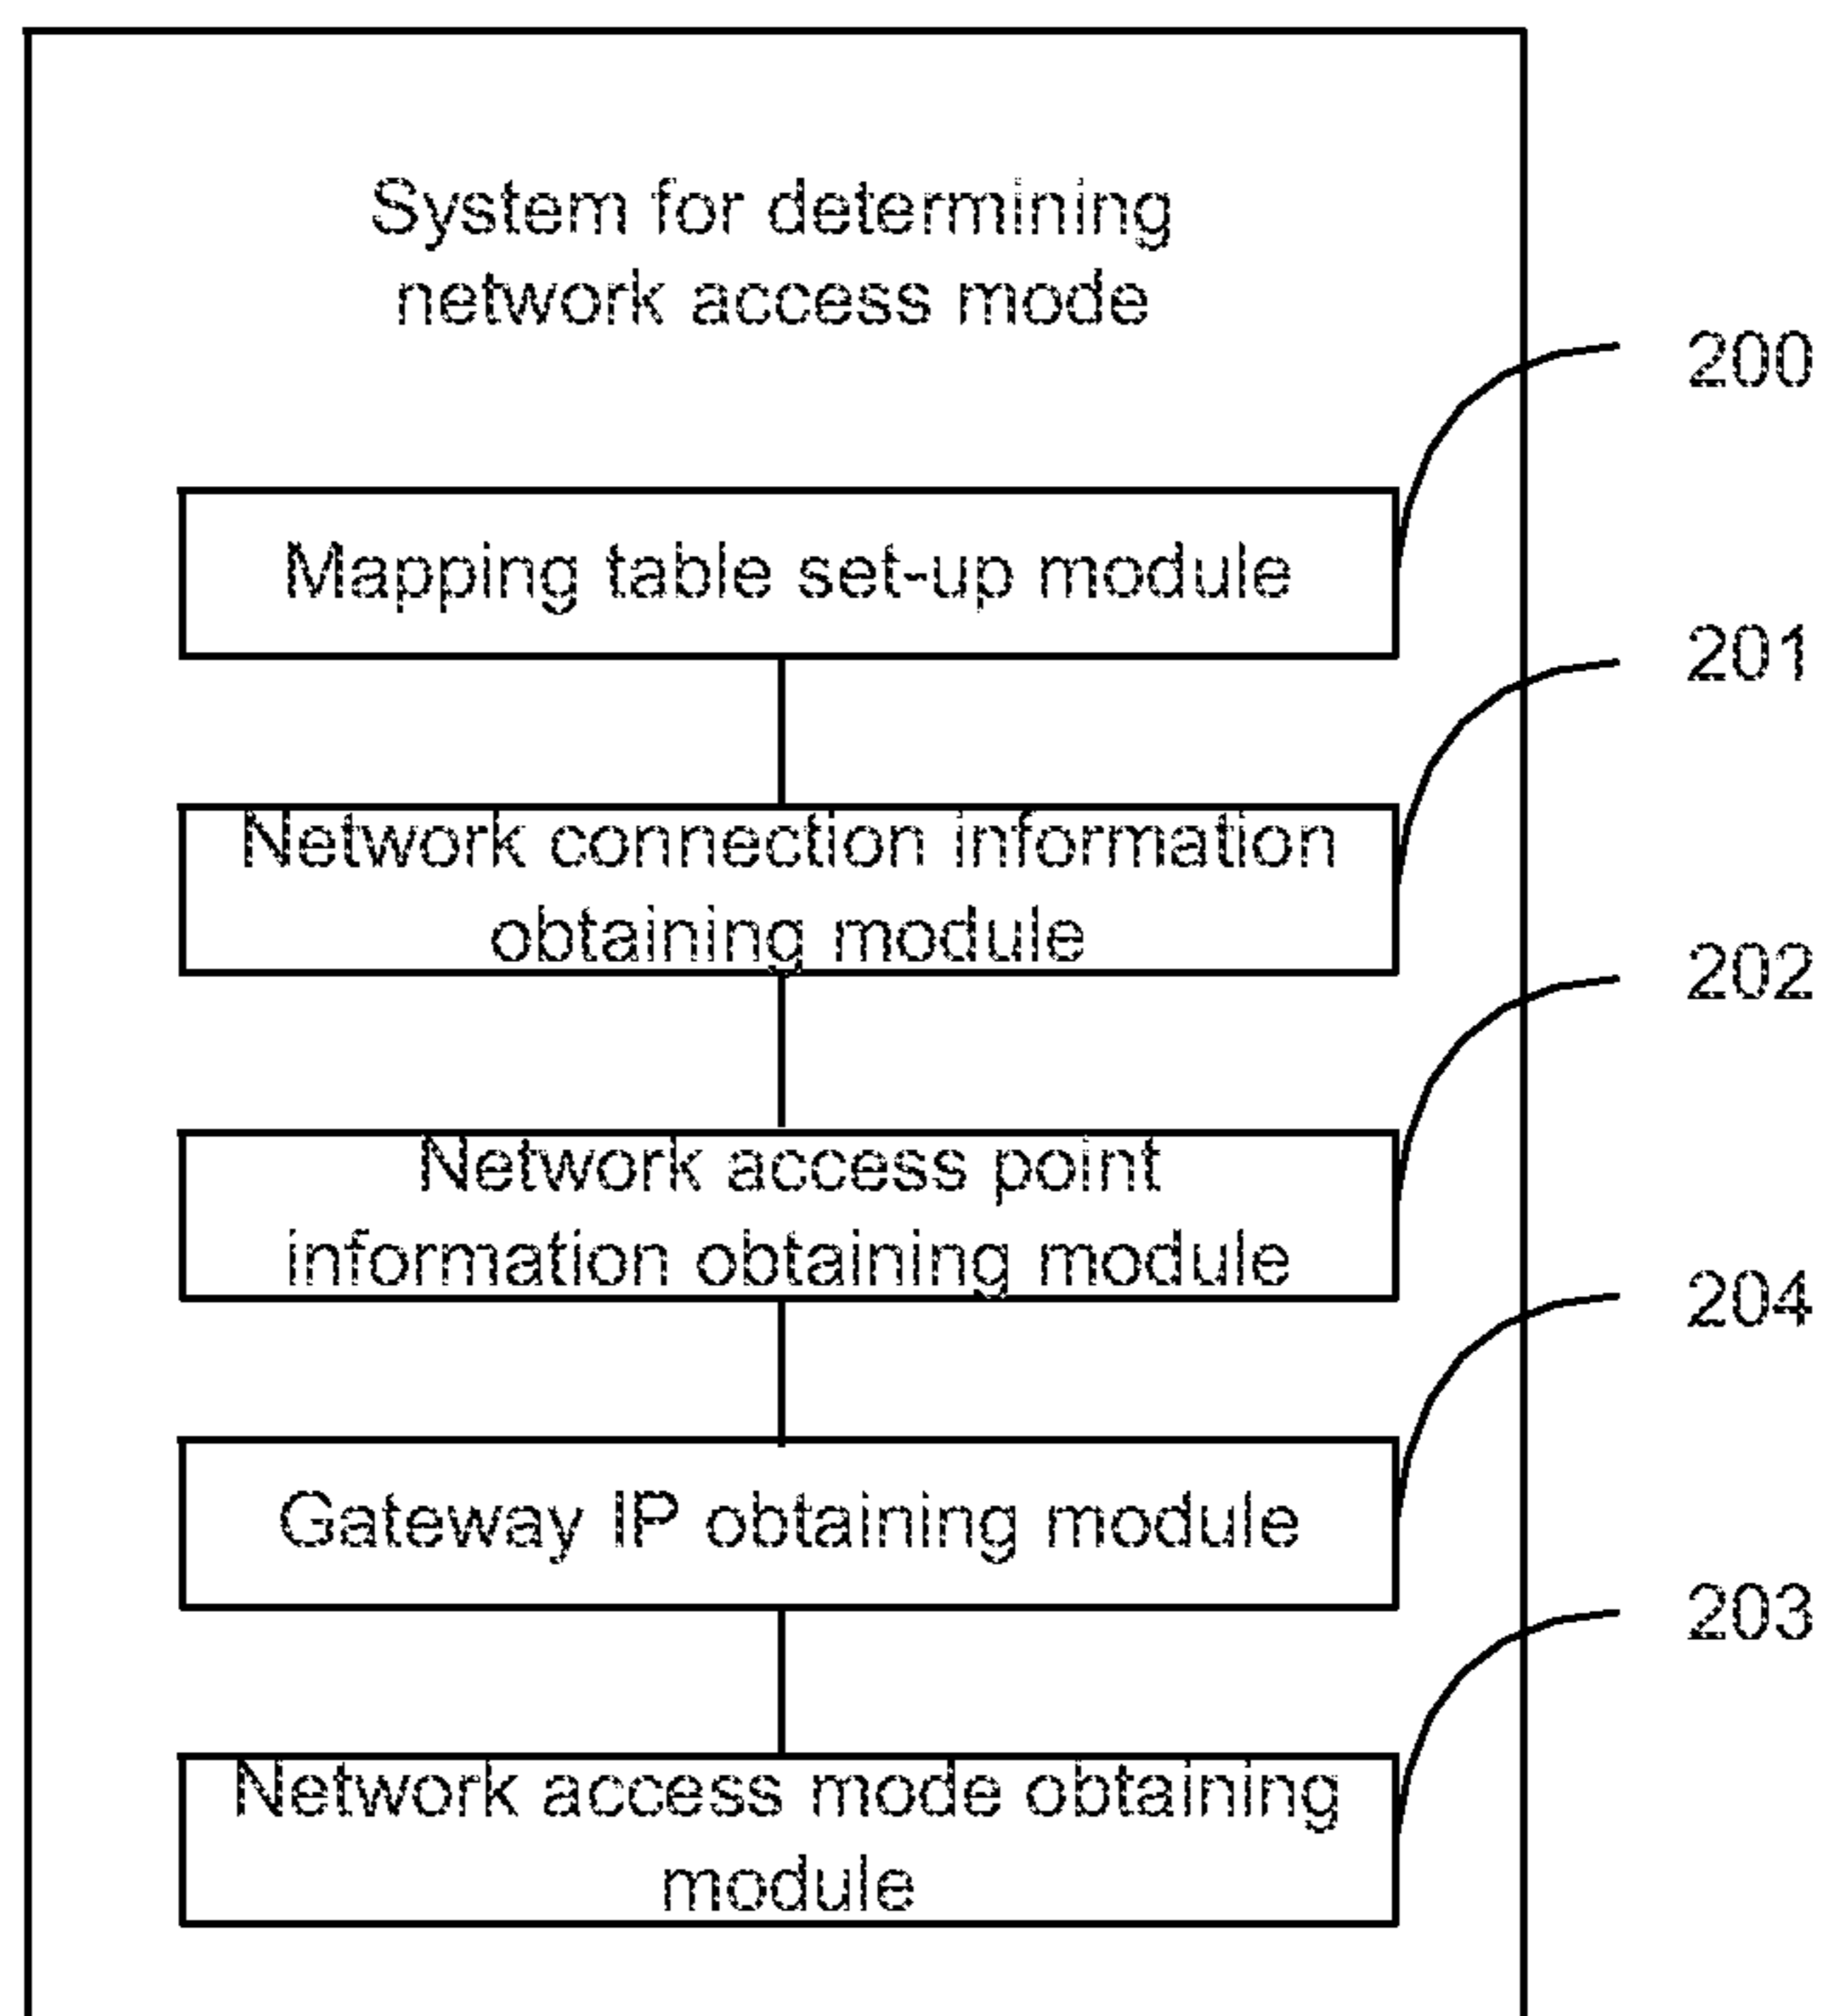 System for determining
network access mode
200
Mapping table set-up module
201
Network connection information
obtaining module
202
Network access point
information obtaining module
204
Gateway IP obtaining module
203
Network access mode obtaining
module